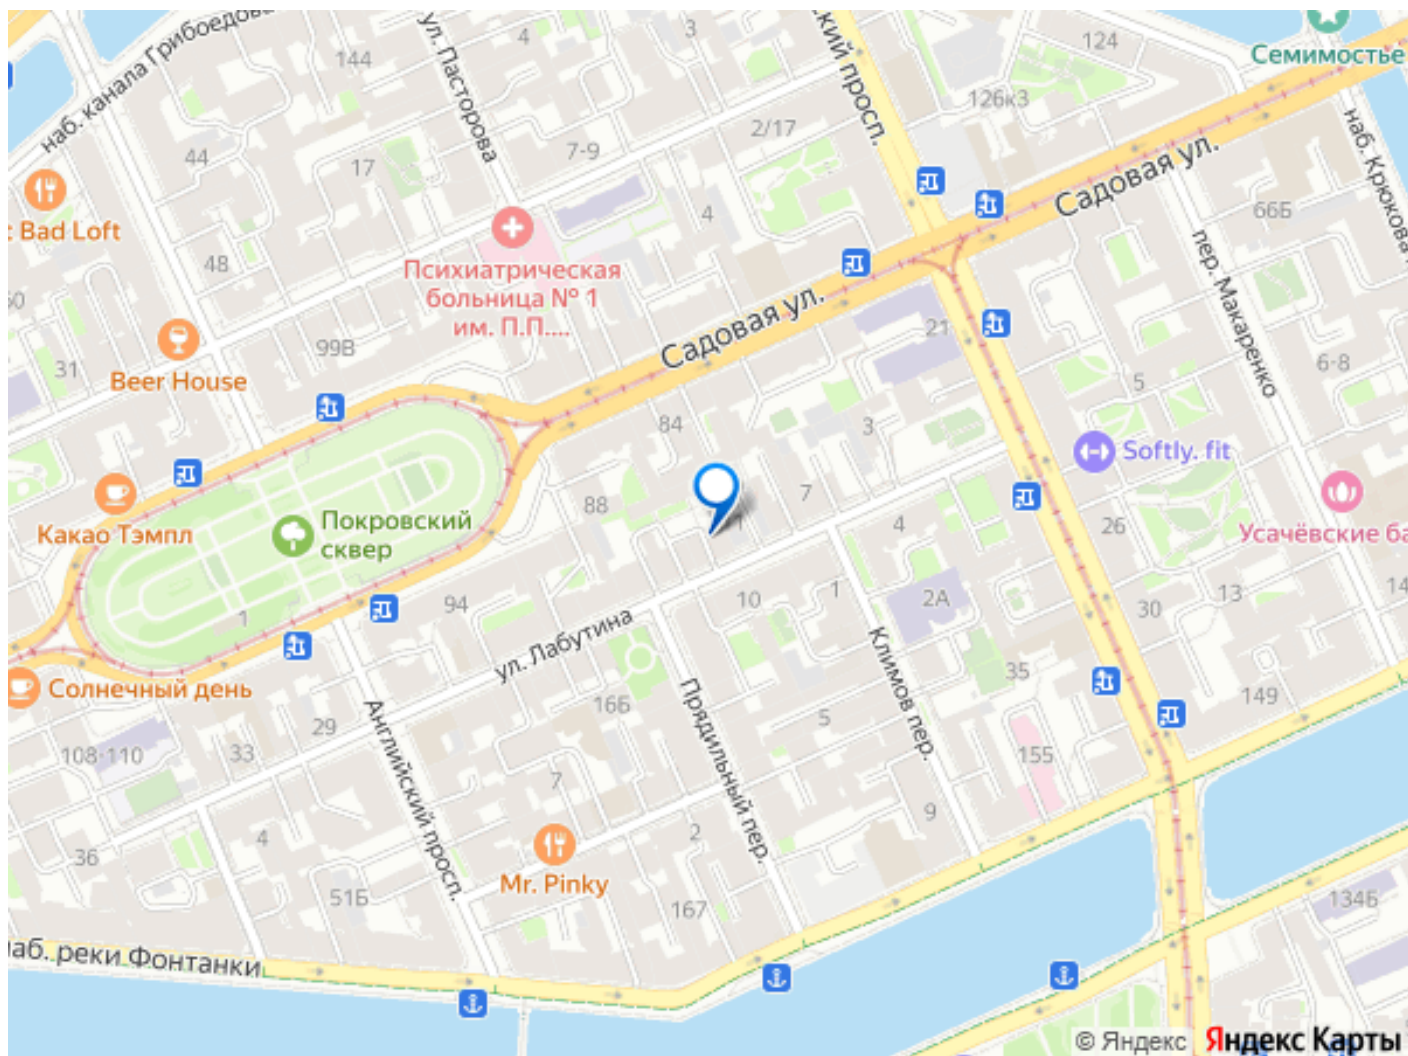 наб. канала Грибоедова
ул. Пасторова
4
3
144
124
Семимостье
126к3
2/17
7-9
44
17
наб. Крюкова
Садовая ул.
Bad Loft
4
66Б
пер. Макаренко
48
Психиатрическая
больница № 1
им. П.П....
Садовая ул.
21
99В
31
Beer House
6-8
5
84
3
Softly. fit
88
7
Какао Тэмпл
Покровский
сквер
4
26
Усачёвские
94
1
10
1
2А
30
13
14
ул. Лабутина
Климов пер.
Солнечный день
16Б
Прядильный пер.
35
149
29
Английский просп.
5
108-110
33
155
7
9
4
2
36
Mr. Pinky
51Б
167
134Б
наб. реки Фонтанки
© Яндекс
Яндекс Карты